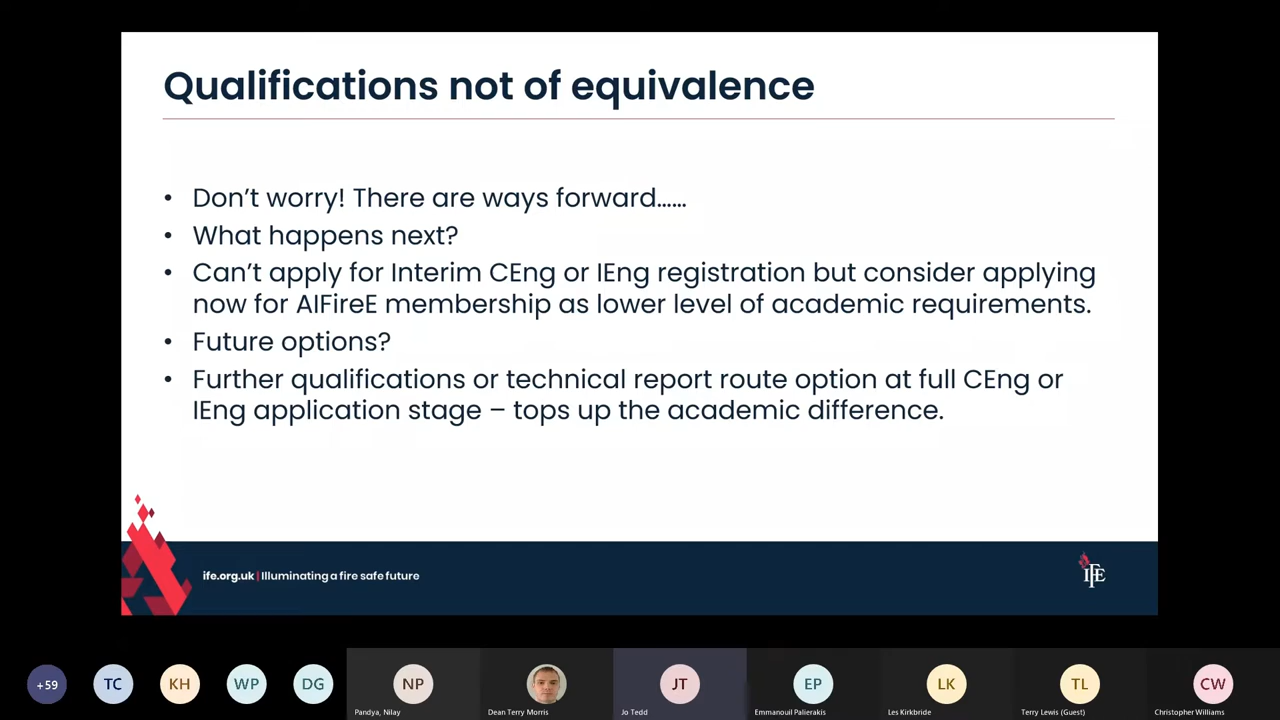 Qualifications not of equivalence
• Don't worry! There are ways forward......
• What happens next?
• Can't apply for Interim CEng or IEng registration but consider applying
now for AIFireE membership as lower level of academic requirements.
• Future options?
• Further qualifications or technical report route option at full CEng or
IEng application stage – tops up the academic difference.
ife.org.uk | Illuminating a fire safe future
IFE
+59
TC
KH
WP
DG
NP
JT
EP
LK
TL
CW
Pandya, Nilay
Dean Terry Morris
Jo Tedd
Emmanouil Palierakis
Les Kirkbride
Terry Lewis (Guest)
Christopher Williams